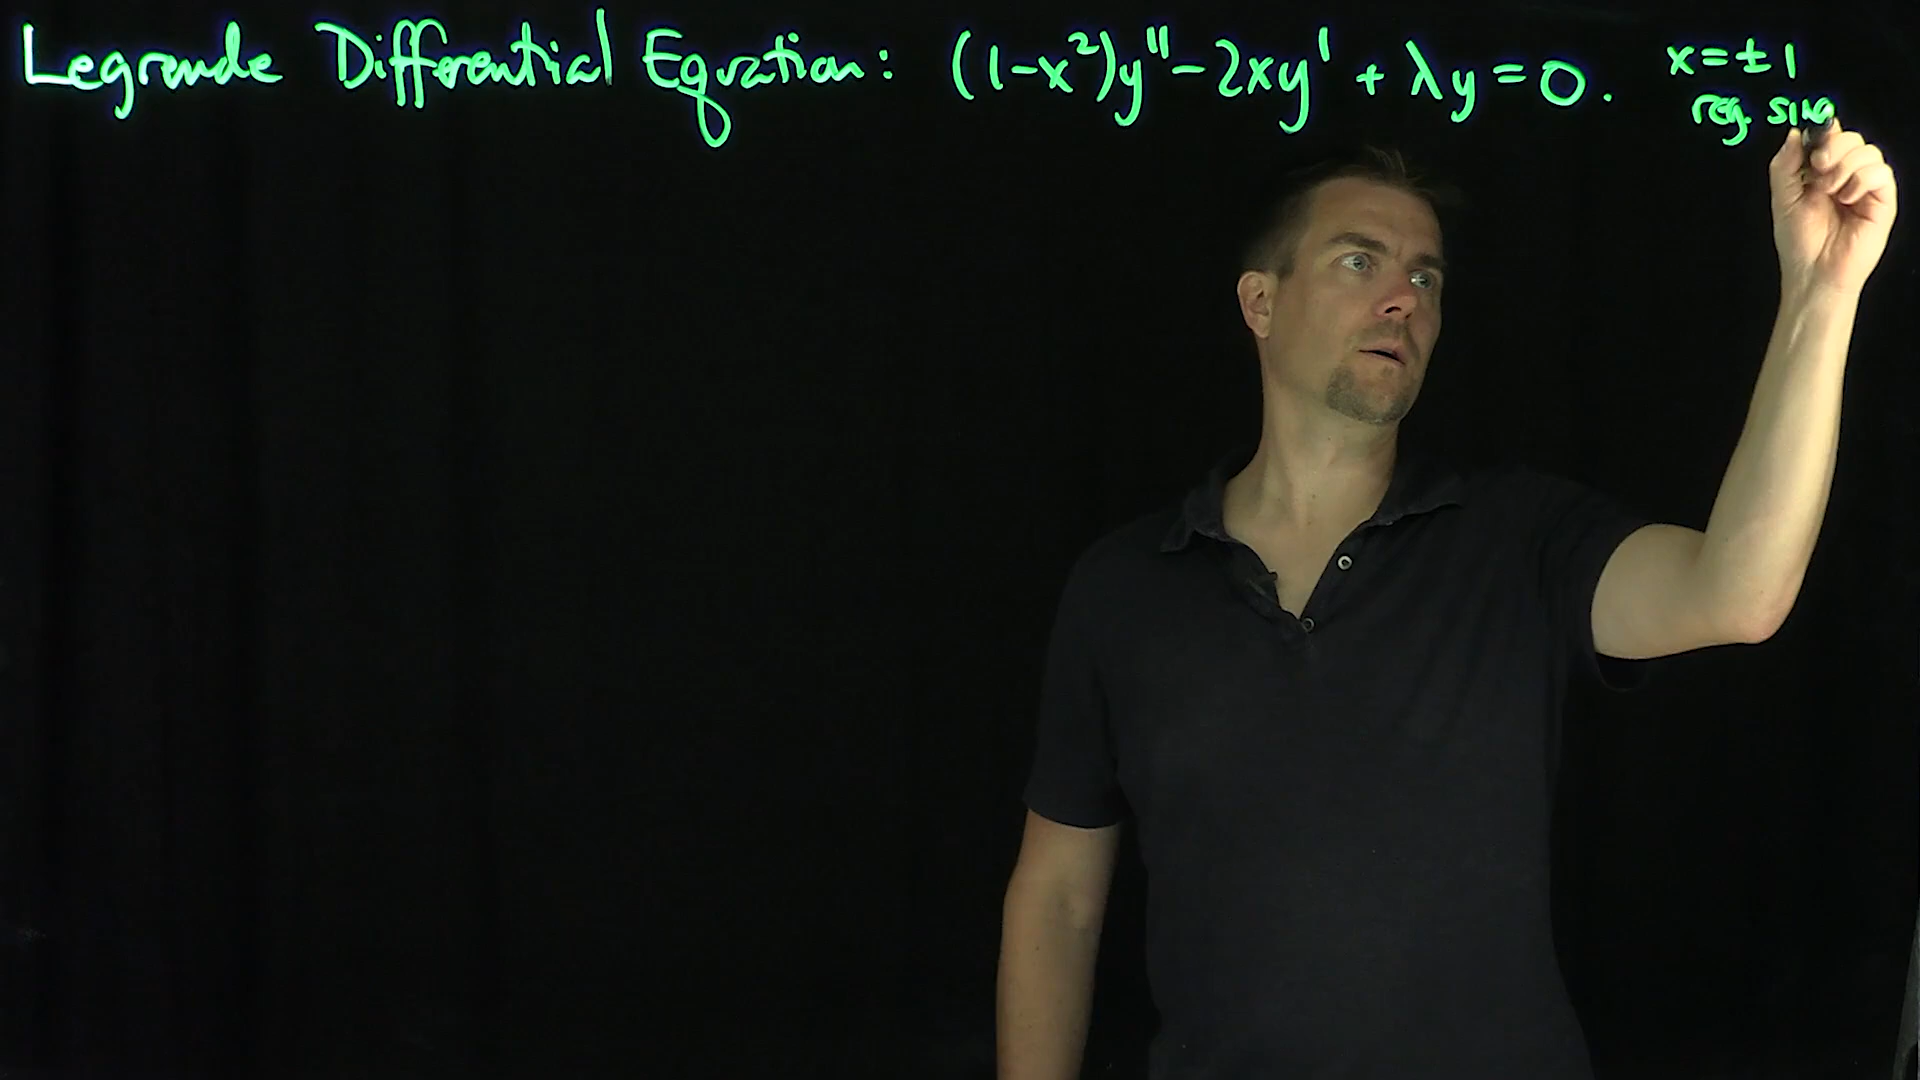 Legrende Differential Equation: (1-x²)y" - 2xy' + λy = 0. x = ± 1
reg. sing